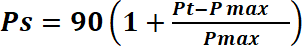 Ps = 90(1 + (Pt−P max)/(Pmax))